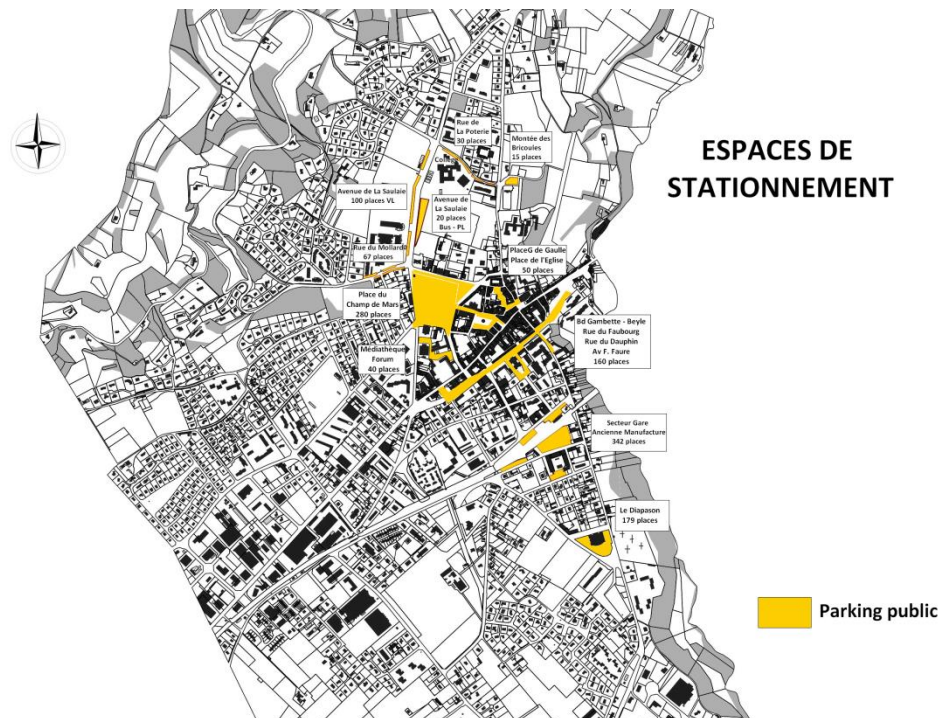 ESPACES DE
STATIONNEMENT
Rue de
La Poterie
30 places
Montée des
Bricoules
15 places
Collège
Avenue de La Saulaie
100 places VL
Avenue de
La Saulaie
20 places
Bus - PL
Rue du Mollard
67 places
PlaceG de Gaulle
Place de l'Eglise
50 places
Place du
Champ de Mars
280 places
Bd Gambette - Beyle
Rue du Faubourg
Rue du Dauphin
Av F. Faure
160 places
Médiathèque
Forum
40 places
Secteur Gare
Ancienne Manufacture
342 places
Le Diapason
179 places
Parking public